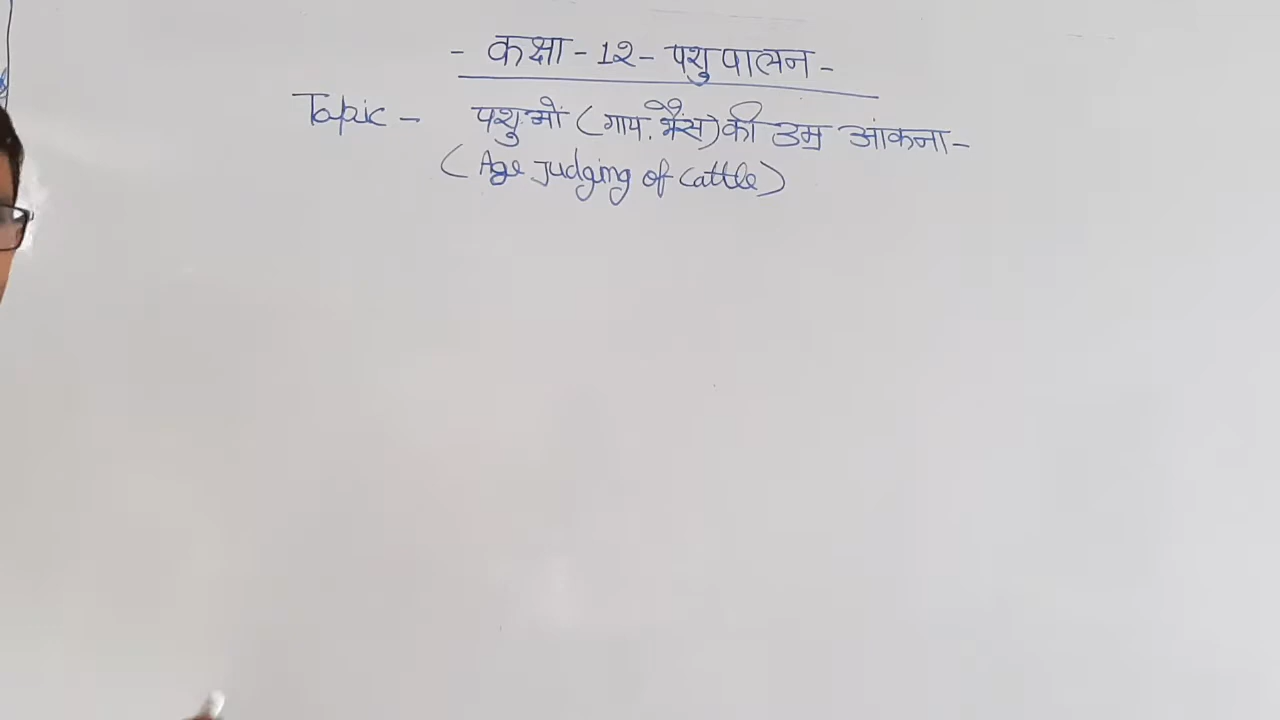 - कक्षा - 12 - पशुपालन -
Topic - पशुओं (गाय. भैंस) की उम्र आंकना -
(Age Judging of Cattle)